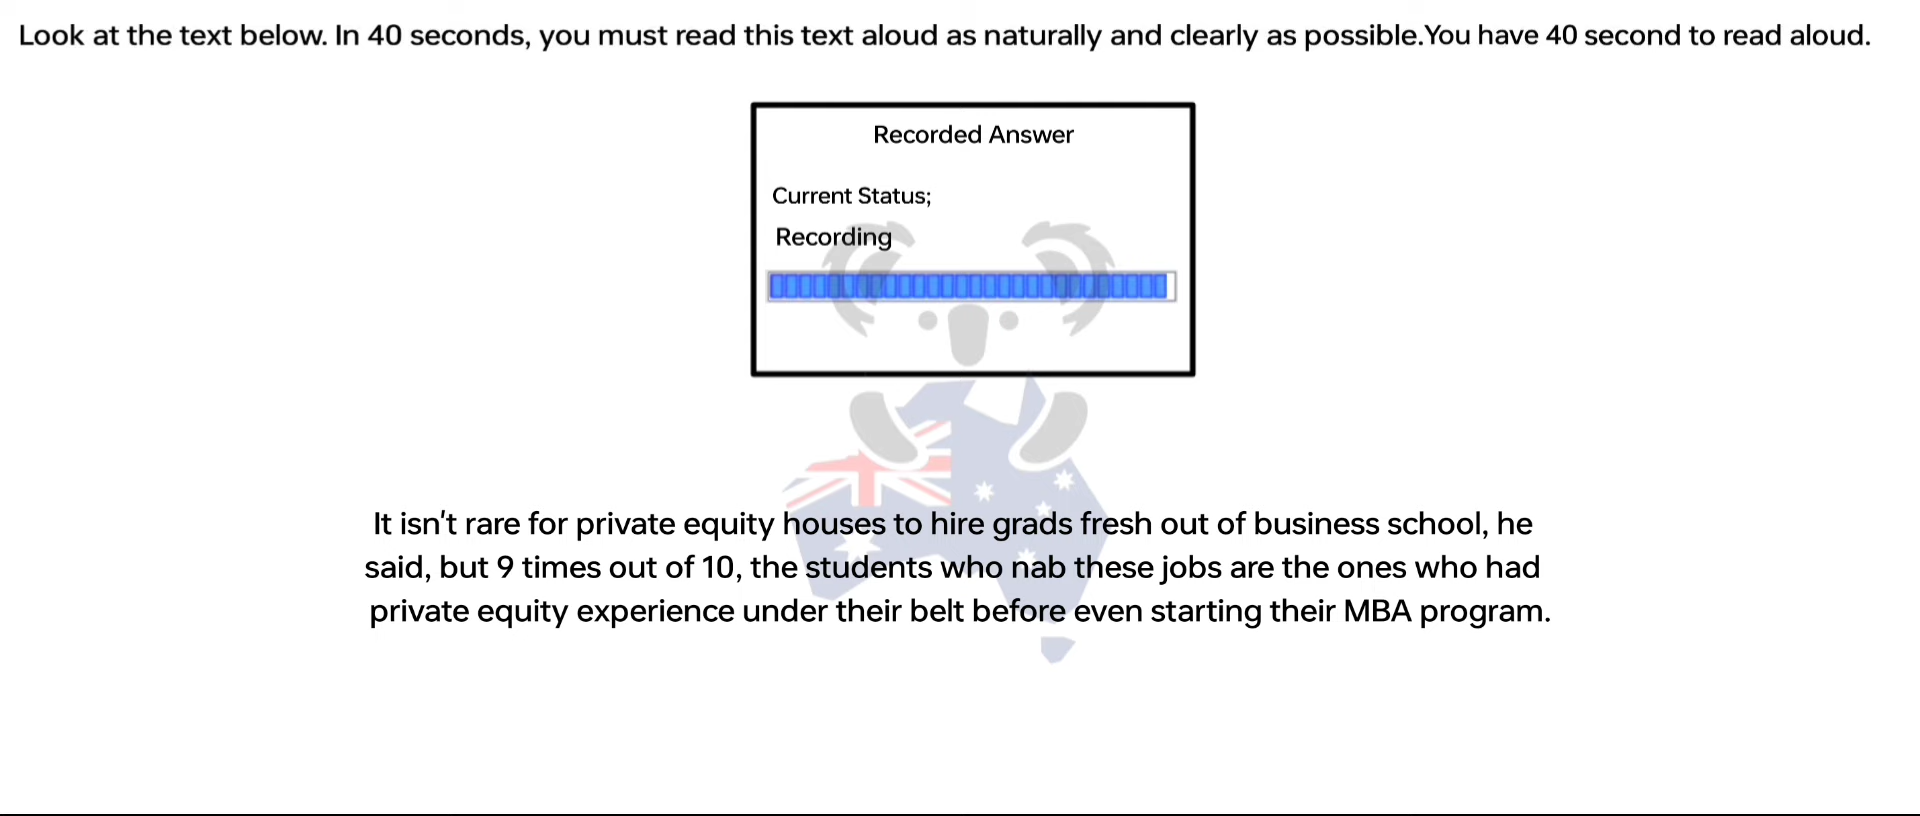 Look at the text below. In 40 seconds, you must read this text aloud as naturally and clearly as possible.You have 40 second to read aloud.
Recorded Answer
Current Status;
Recording
It isn't rare for private equity houses to hire grads fresh out of business school, he
said, but 9 times out of 10, the students who nab these jobs are the ones who had
private equity experience under their belt before even starting their MBA program.